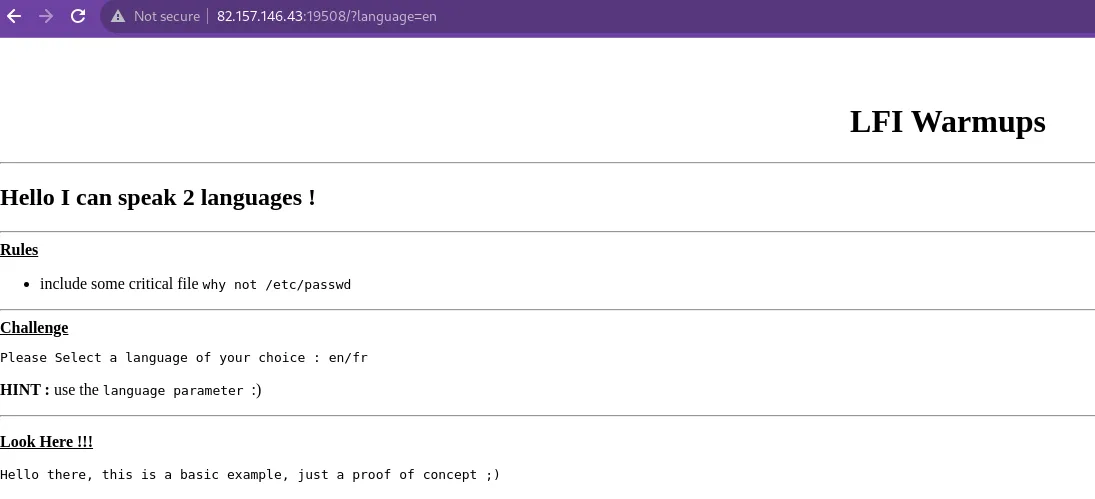 Not secure 82.157.146.43:19508/?language=en
LFI Warmups
Hello I can speak 2 languages !
Rules
include some critical file why not /etc/passwd
Challenge
Please Select a language of your choice : en/fr
HINT : use the language parameter :)
Look Here !!!
Hello there, this is a basic example, just a proof of concept ;)